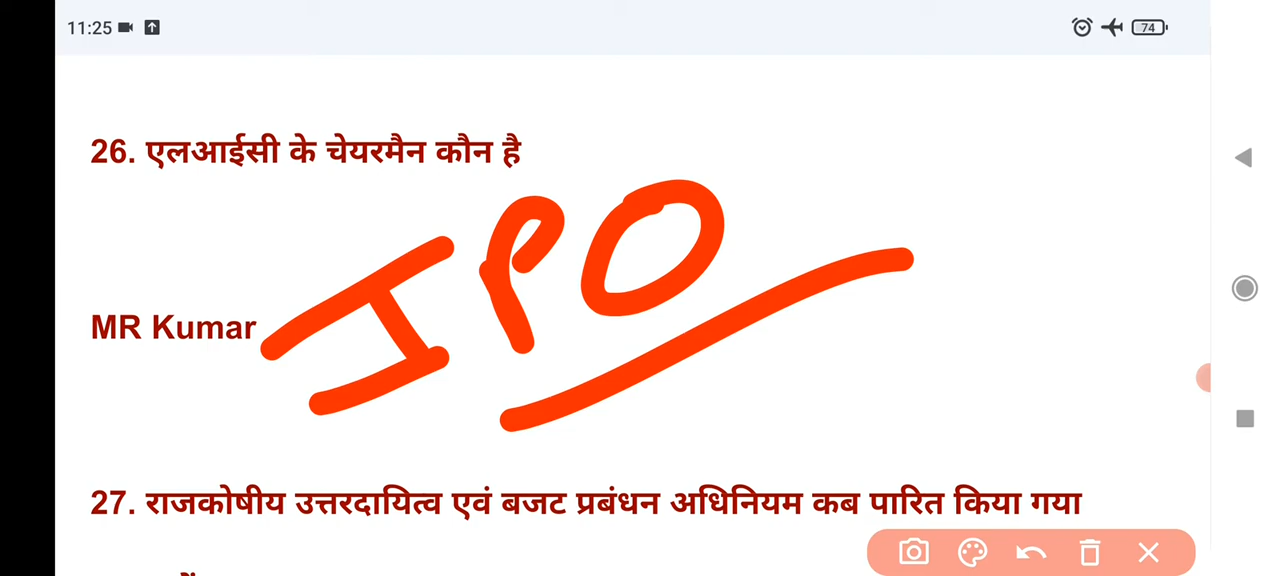 11:25
74
26. एलआईसी के चेयरमैन कौन है
IPO
MR Kumar
27. राजकोषीय उत्तरदायित्व एवं बजट प्रबंधन अधिनियम कब पारित किया गया